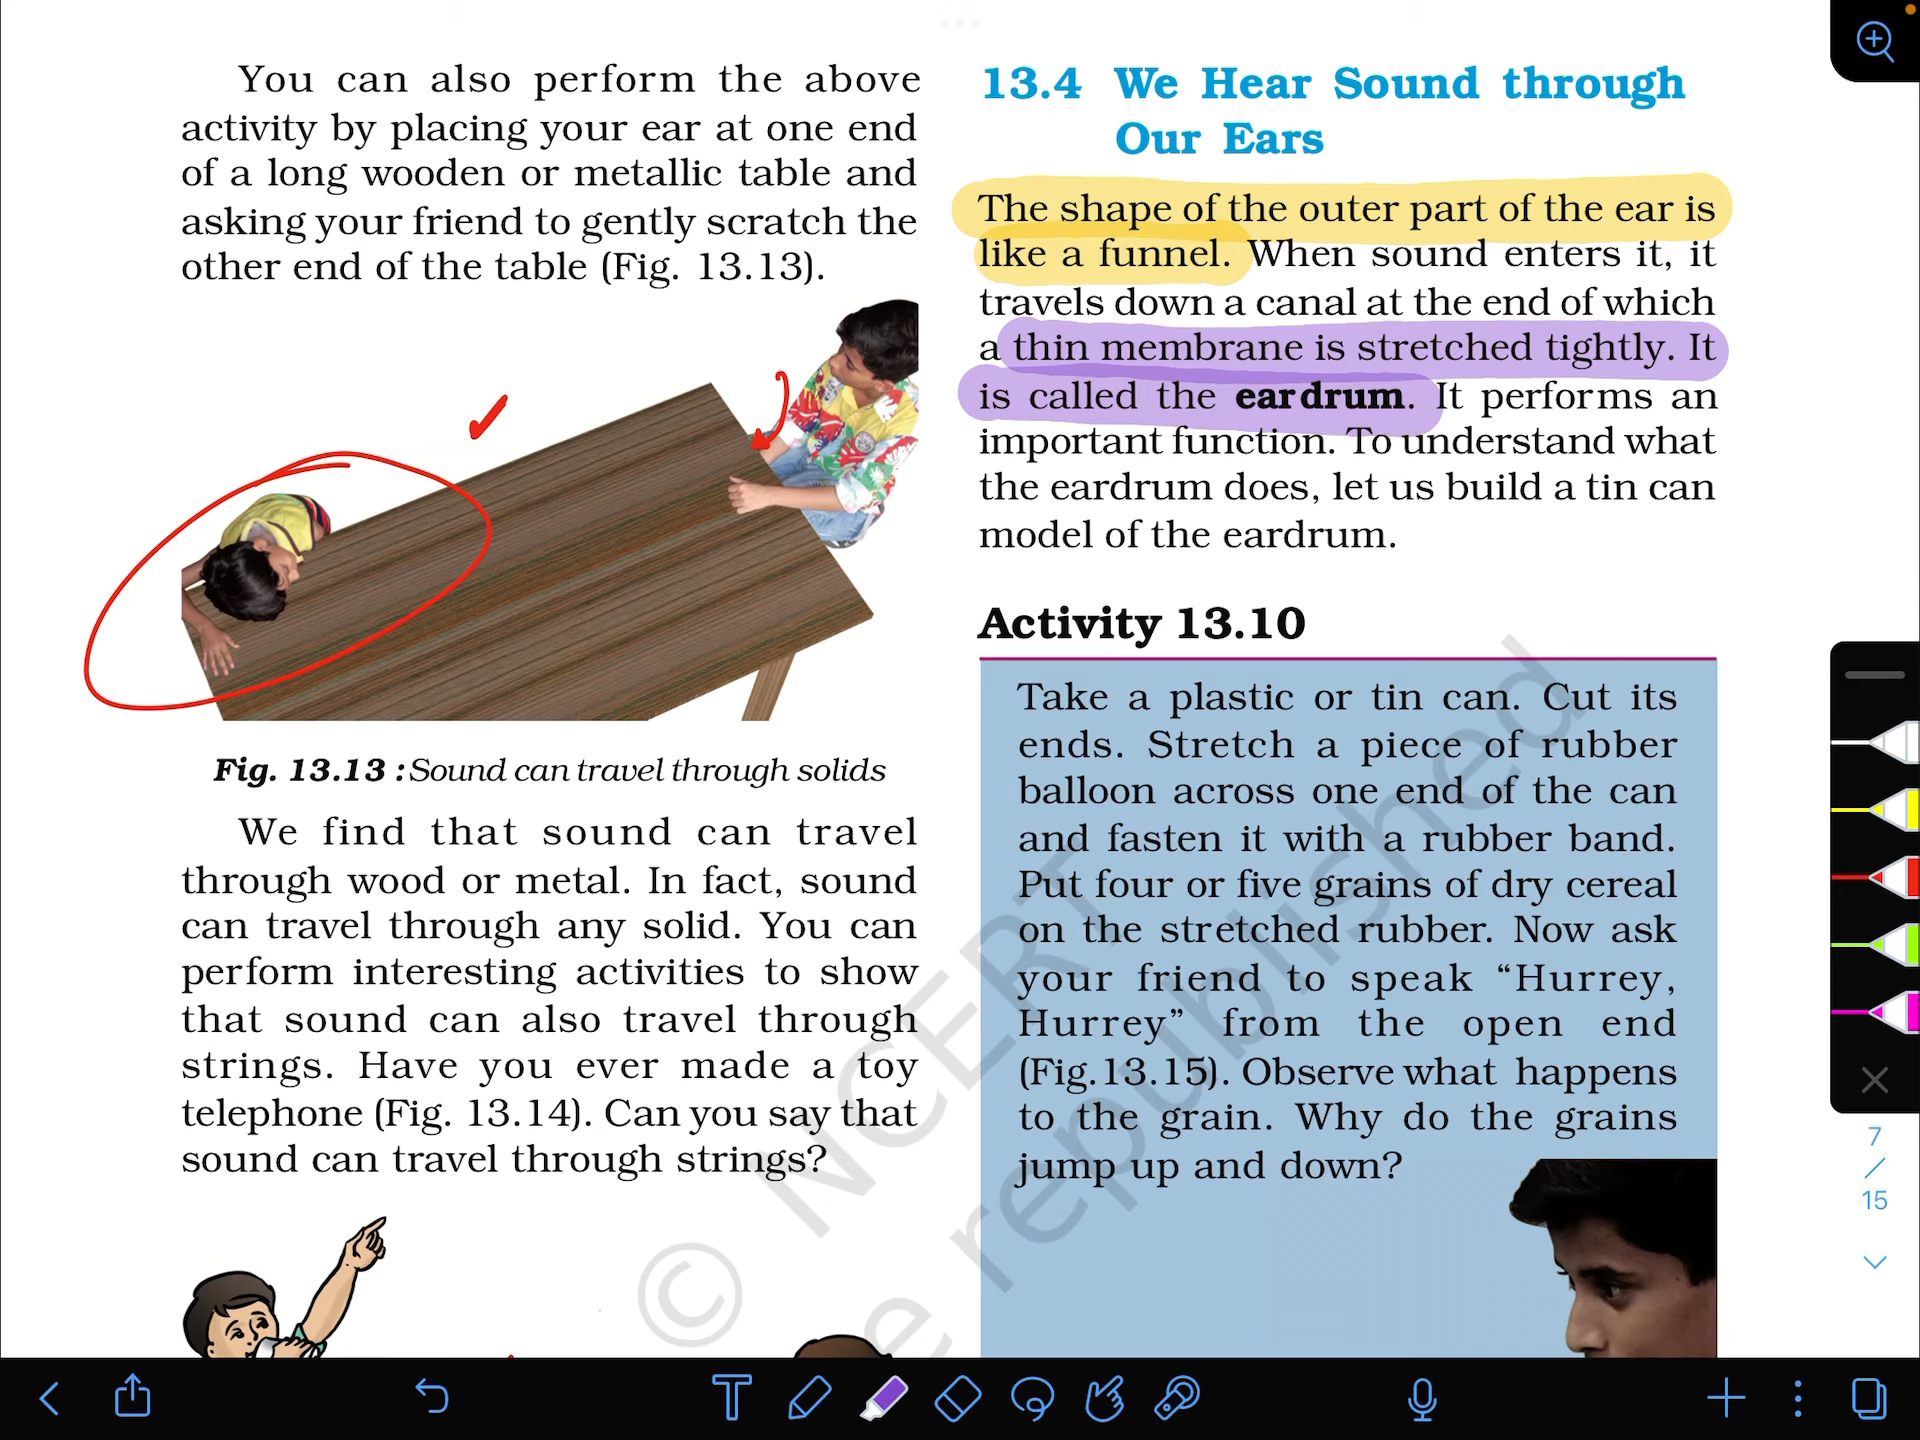 You can also perform the above
activity by placing your ear at one end
of a long wooden or metallic table and
asking your friend to gently scratch the
other end of the table (Fig. 13.13).
Fig. 13.13 : Sound can travel through solids
We find that sound can travel
through wood or metal. In fact, sound
can travel through any solid. You can
perform interesting activities to show
that sound can also travel through
strings. Have you ever made a toy
telephone (Fig. 13.14). Can you say that
sound can travel through strings?
13.4 We Hear Sound through
Our Ears
The shape of the outer part of the ear is
like a funnel. When sound enters it, it
travels down a canal at the end of which
a thin membrane is stretched tightly. It
is called the eardrum. It performs an
important function. To understand what
the eardrum does, let us build a tin can
model of the eardrum.
Activity 13.10
Take a plastic or tin can. Cut its
ends. Stretch a piece of rubber
balloon across one end of the can
and fasten it with a rubber band.
Put four or five grains of dry cereal
on the stretched rubber. Now ask
your friend to speak “Hurrey,
Hurrey” from the open end
(Fig.13.15). Observe what happens
to the grain. Why do the grains
jump up and down?
© NCERT
e republished
7
/
15
T